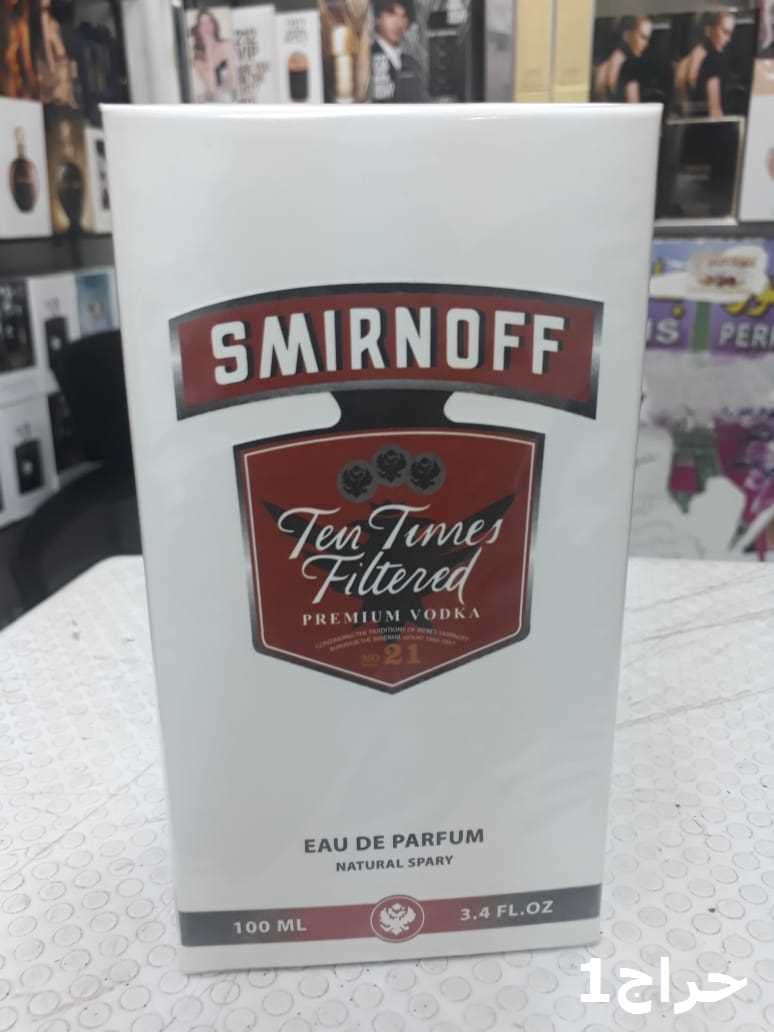 SMIRNOFF
Ten Times
Filtered
PREMIUM VODKA
NO 21
EAU DE PARFUM
NATURAL SPARY
100 ML
3.4 FL.OZ
حراج1